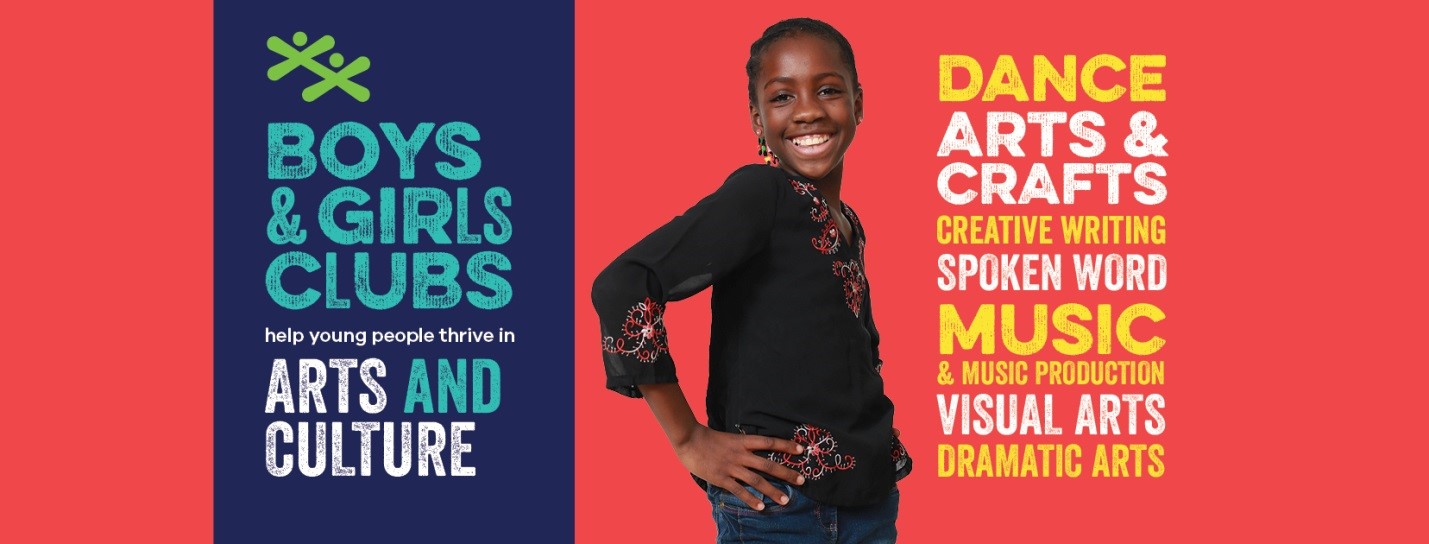 BOYS
& GIRLS
CLUBS
help young people thrive in
ARTS AND
CULTURE
DANCE
ARTS &
CRAFTS
CREATIVE WRITING
SPOKEN WORD
MUSIC
& MUSIC PRODUCTION
VISUAL ARTS
DRAMATIC ARTS